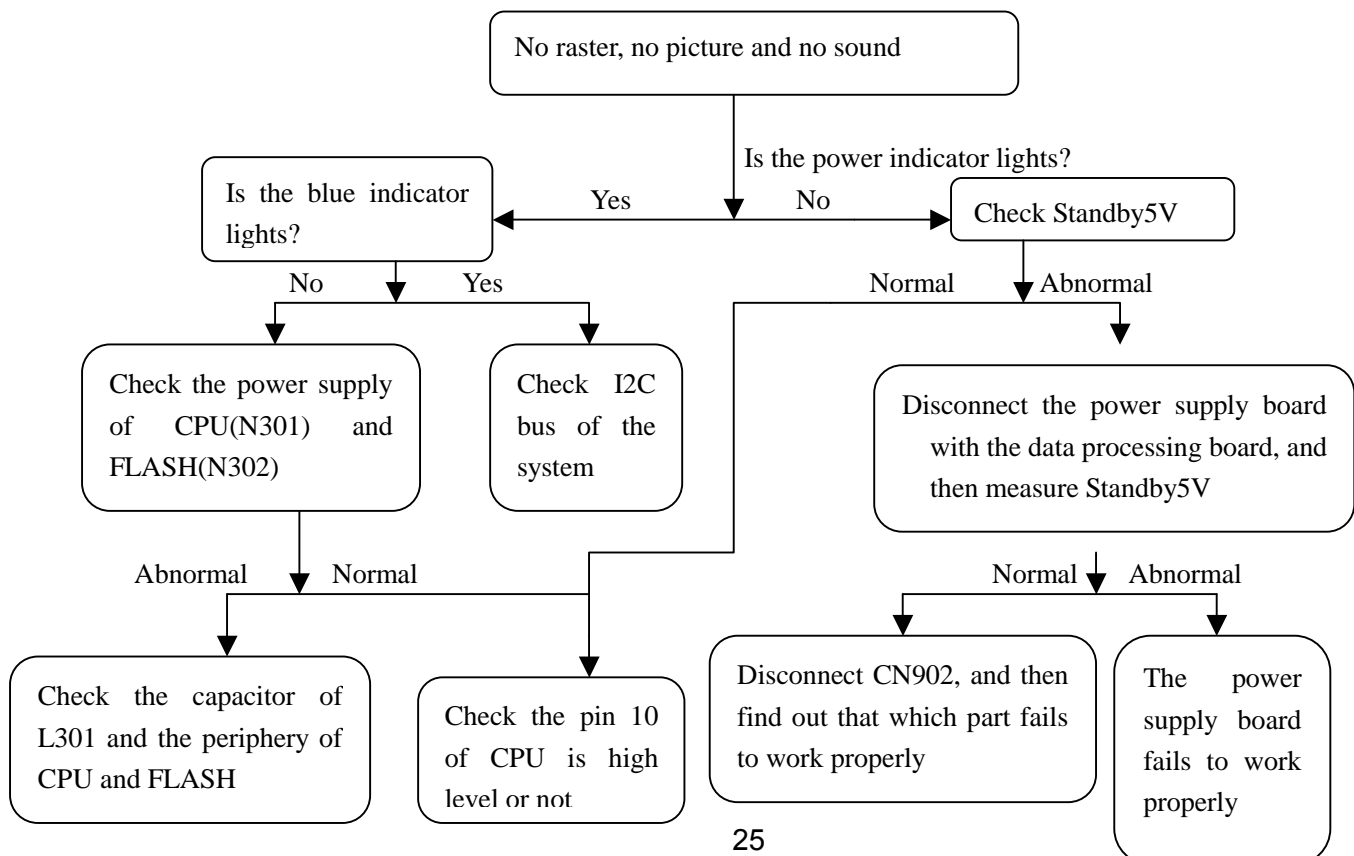 No raster, no picture and no sound
Is the power indicator lights?
Is the blue indicator
lights?
Yes
No
Check Standby5V
No
Yes
Normal
Abnormal
Check the power supply
of CPU(N301) and
FLASH(N302)
Check I2C
bus of the
system
Disconnect the power supply board
with the data processing board, and
then measure Standby5V
Abnormal
Normal
Normal
Abnormal
Check the capacitor of
L301 and the periphery of
CPU and FLASH
Check the pin 10
of CPU is high
level or not
Disconnect CN902, and then
find out that which part fails
to work properly
The power
supply board
fails to work
properly
25